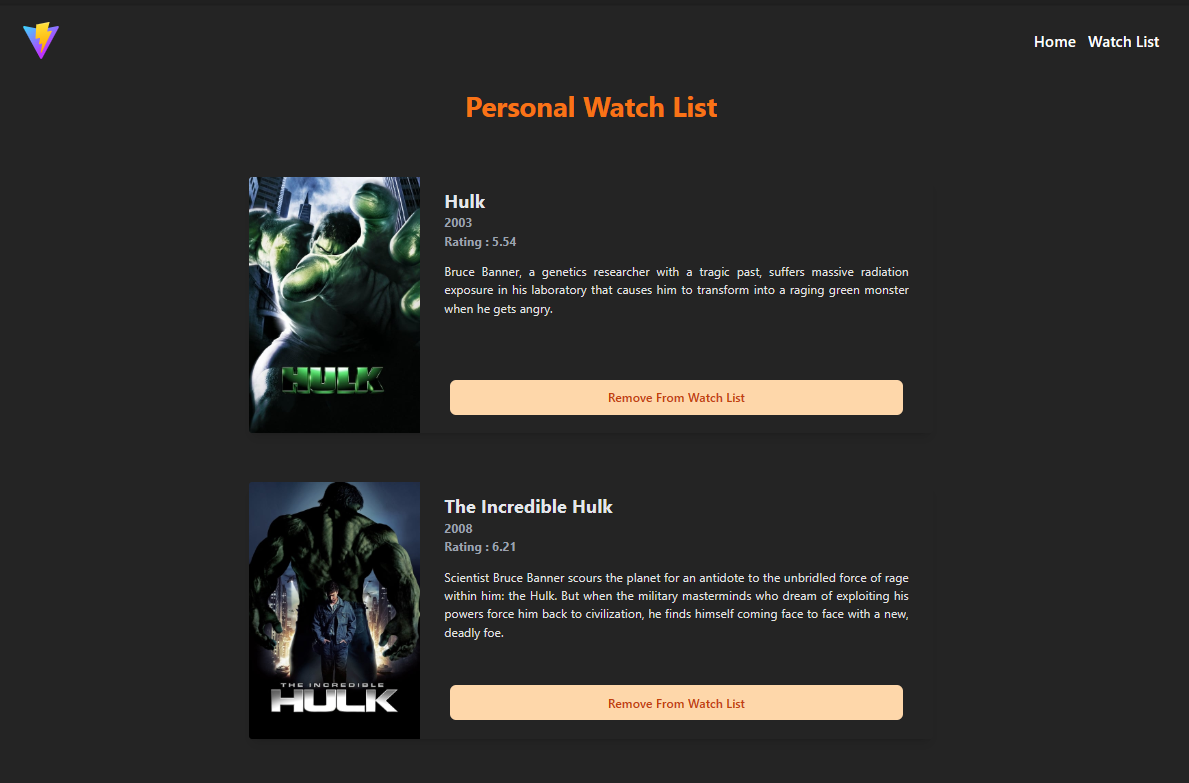 Home Watch List
Personal Watch List
Hulk
2003
Rating : 5.54
Bruce Banner, a genetics researcher with a tragic past, suffers massive radiation
exposure in his laboratory that causes him to transform into a raging green monster
when he gets angry.
HULK
Remove From Watch List
The Incredible Hulk
2008
Rating : 6.21
Scientist Bruce Banner scours the planet for an antidote to the unbridled force of rage
within him: the Hulk. But when the military masterminds who dream of exploiting his
powers force him back to civilization, he finds himself coming face to face with a new,
deadly foe.
THE INCREDIBLE
HULK
Remove From Watch List